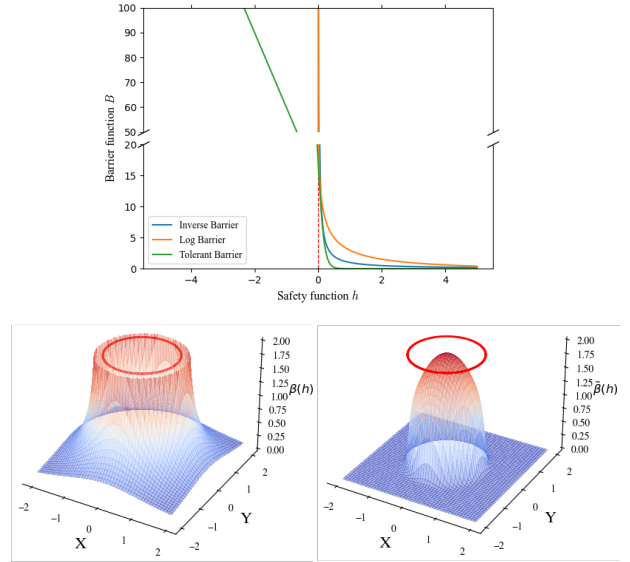 100
90
80
70
60
50
20
15
10
5
0
Barrier function B
Inverse Barrier
Log Barrier
Tolerant Barrier
-4 -2 0 2 4
Safety function h
2.00
1.75
1.50
1.25
1.00
0.75
0.50
0.25
0.00
β(h)
-2 -1 0 1 2
X
-2 -1 0 1 2
Y
2.00
1.75
1.50
1.25
1.00
0.75
0.50
0.25
0.00
β̃(h)
-2 -1 0 1 2
X
-2 -1 0 1 2
Y